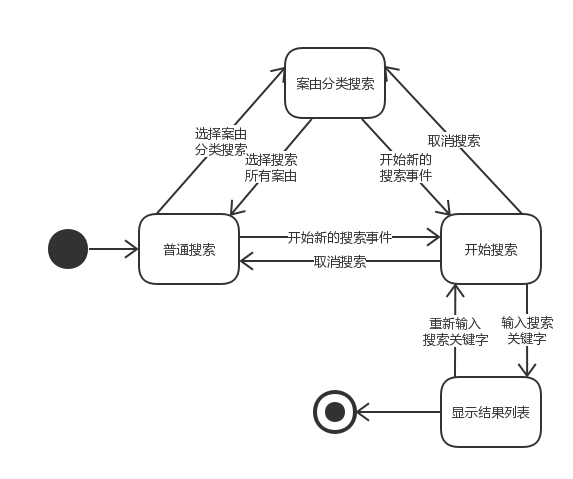 案由分类搜索
选择案由
分类搜索
选择搜索
所有案由
开始新的
搜索事件
取消搜索
普通搜索
开始新的搜索事件
取消搜索
开始搜索
重新输入
搜索关键字
输入搜索
关键字
显示结果列表